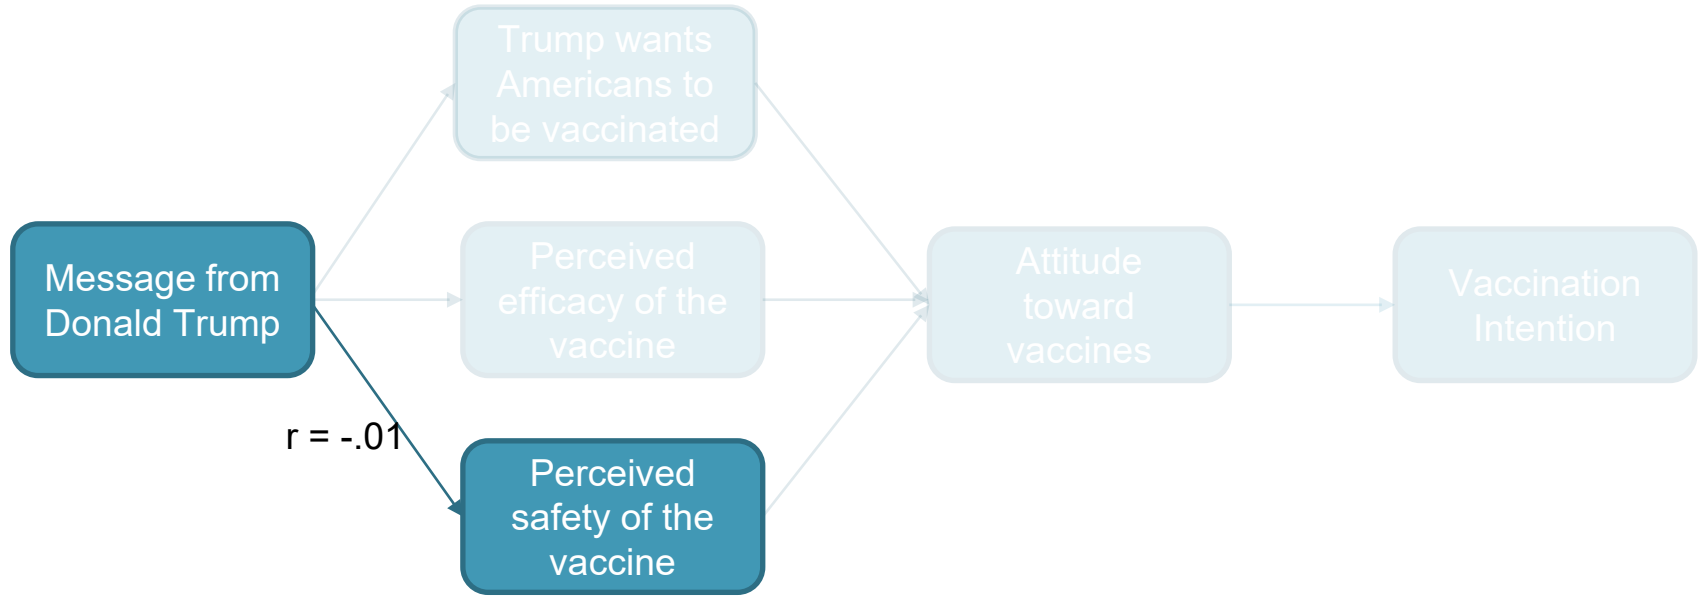 Trump wants
Americans to
be vaccinated
Message from
Donald Trump
Perceived
efficacy of the
vaccine
Attitude
toward
vaccines
Vaccination
Intention
r = -.01
Perceived
safety of the
vaccine